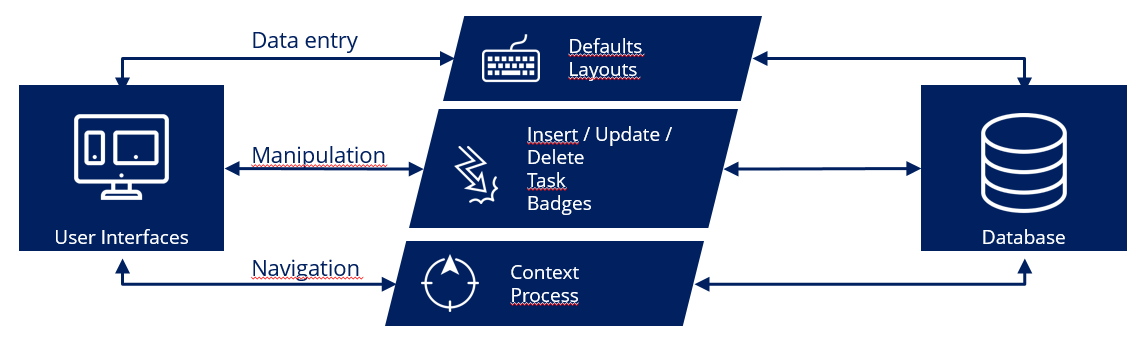 Data entry
Defaults
Layouts
Manipulation
Insert / Update /
Delete
Task
Badges
User Interfaces
Database
Navigation
Context
Process